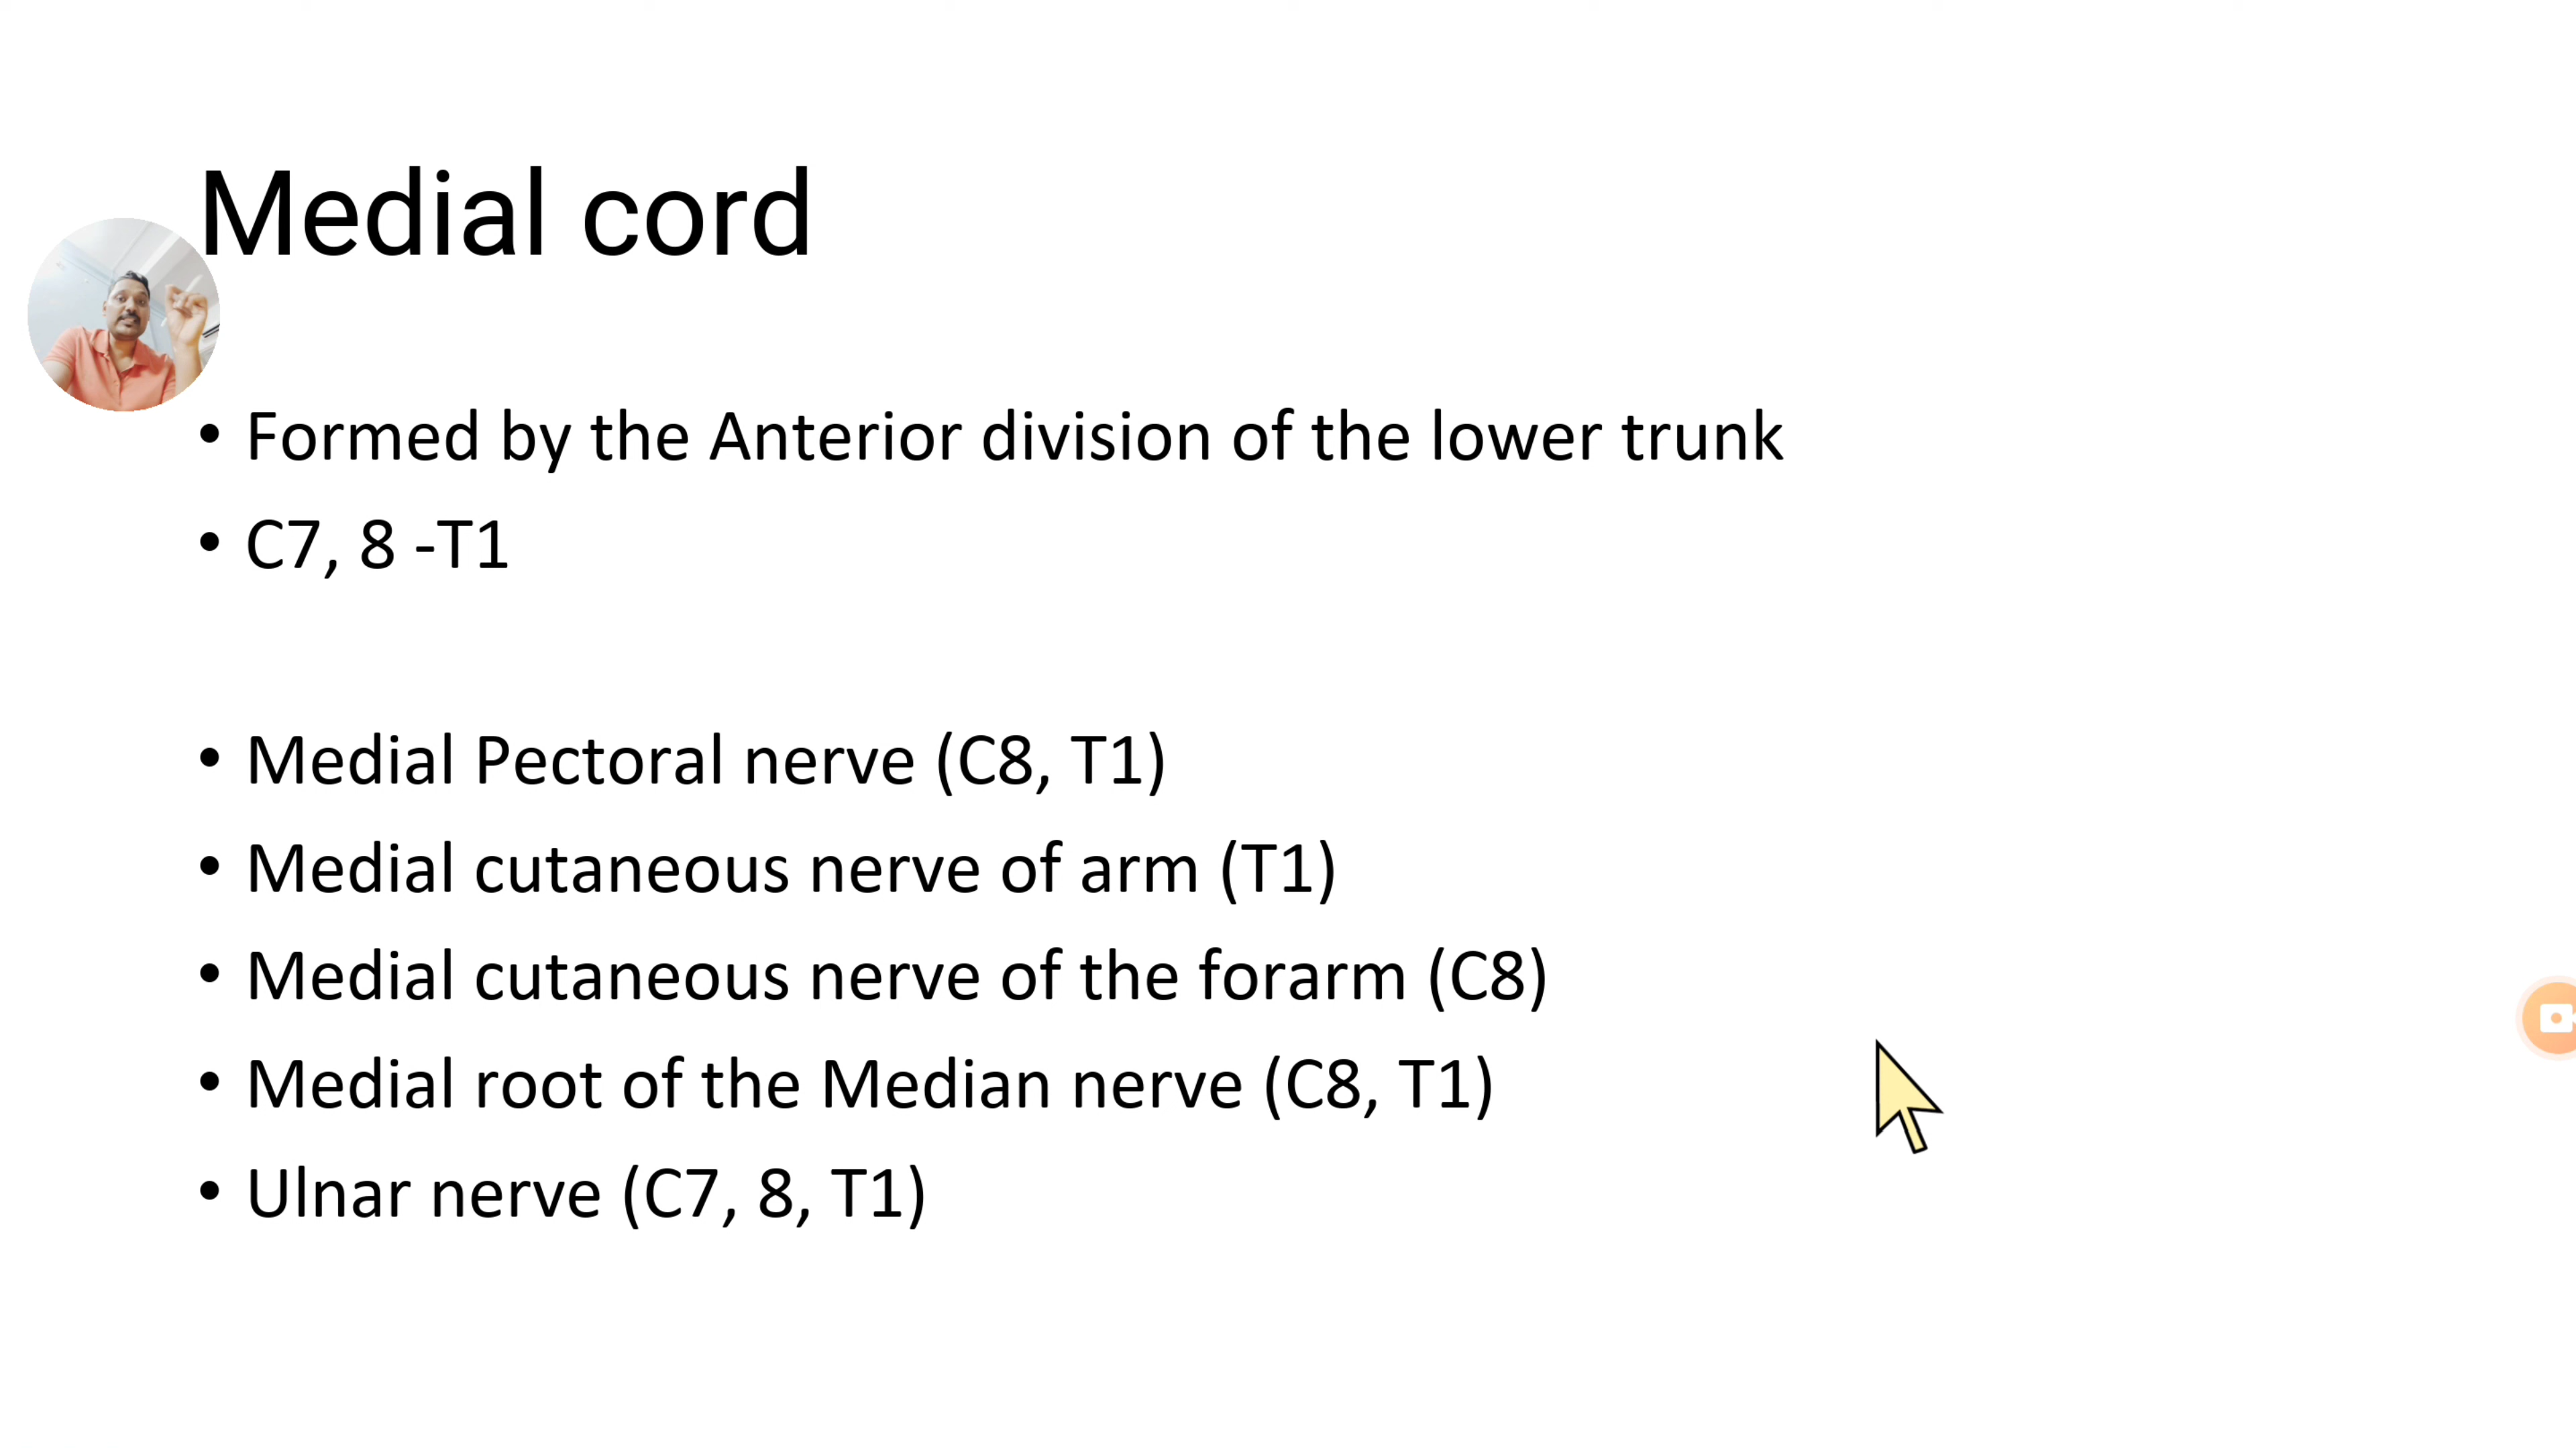 Medial cord
• Formed by the Anterior division of the lower trunk
• C7, 8 -T1
• Medial Pectoral nerve (C8, T1)
• Medial cutaneous nerve of arm (T1)
• Medial cutaneous nerve of the forarm (C8)
• Medial root of the Median nerve (C8, T1)
• Ulnar nerve (C7, 8, T1)